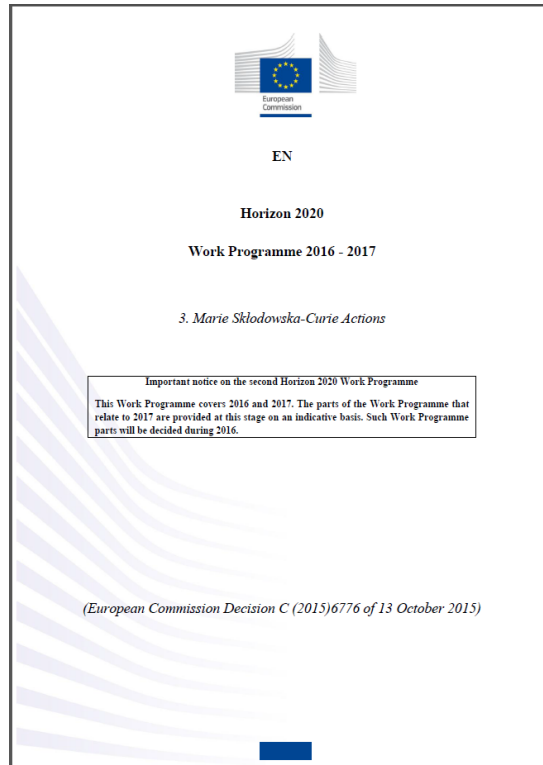 European
Commission
EN
Horizon 2020
Work Programme 2016 - 2017
3. Marie Skłodowska-Curie Actions
Important notice on the second Horizon 2020 Work Programme
This Work Programme covers 2016 and 2017. The parts of the Work Programme that
relate to 2017 are provided at this stage on an indicative basis. Such Work Programme
parts will be decided during 2016.
(European Commission Decision C (2015)6776 of 13 October 2015)